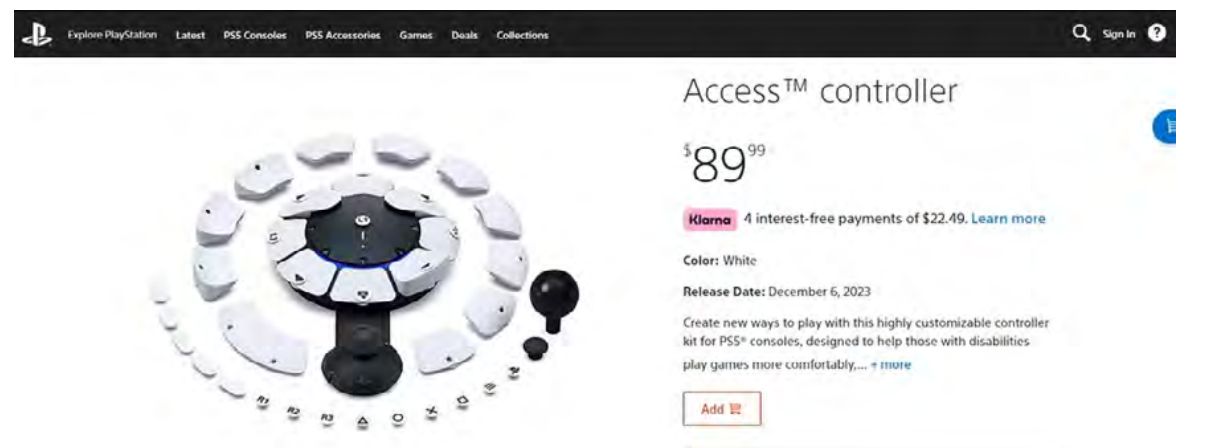 Explore PlayStation Latest PS5 Consoles PS5 Accessories Games Deals Collections
Sign In ?
Access™ controller
$89.99
Klarna 4 interest-free payments of $22.49. Learn more
Color: White
Release Date: December 6, 2023
Create new ways to play with this highly customizable controller
kit for PS5® consoles, designed to help those with disabilities
play games more comfortably,... + more
Add
R1 R2 R3